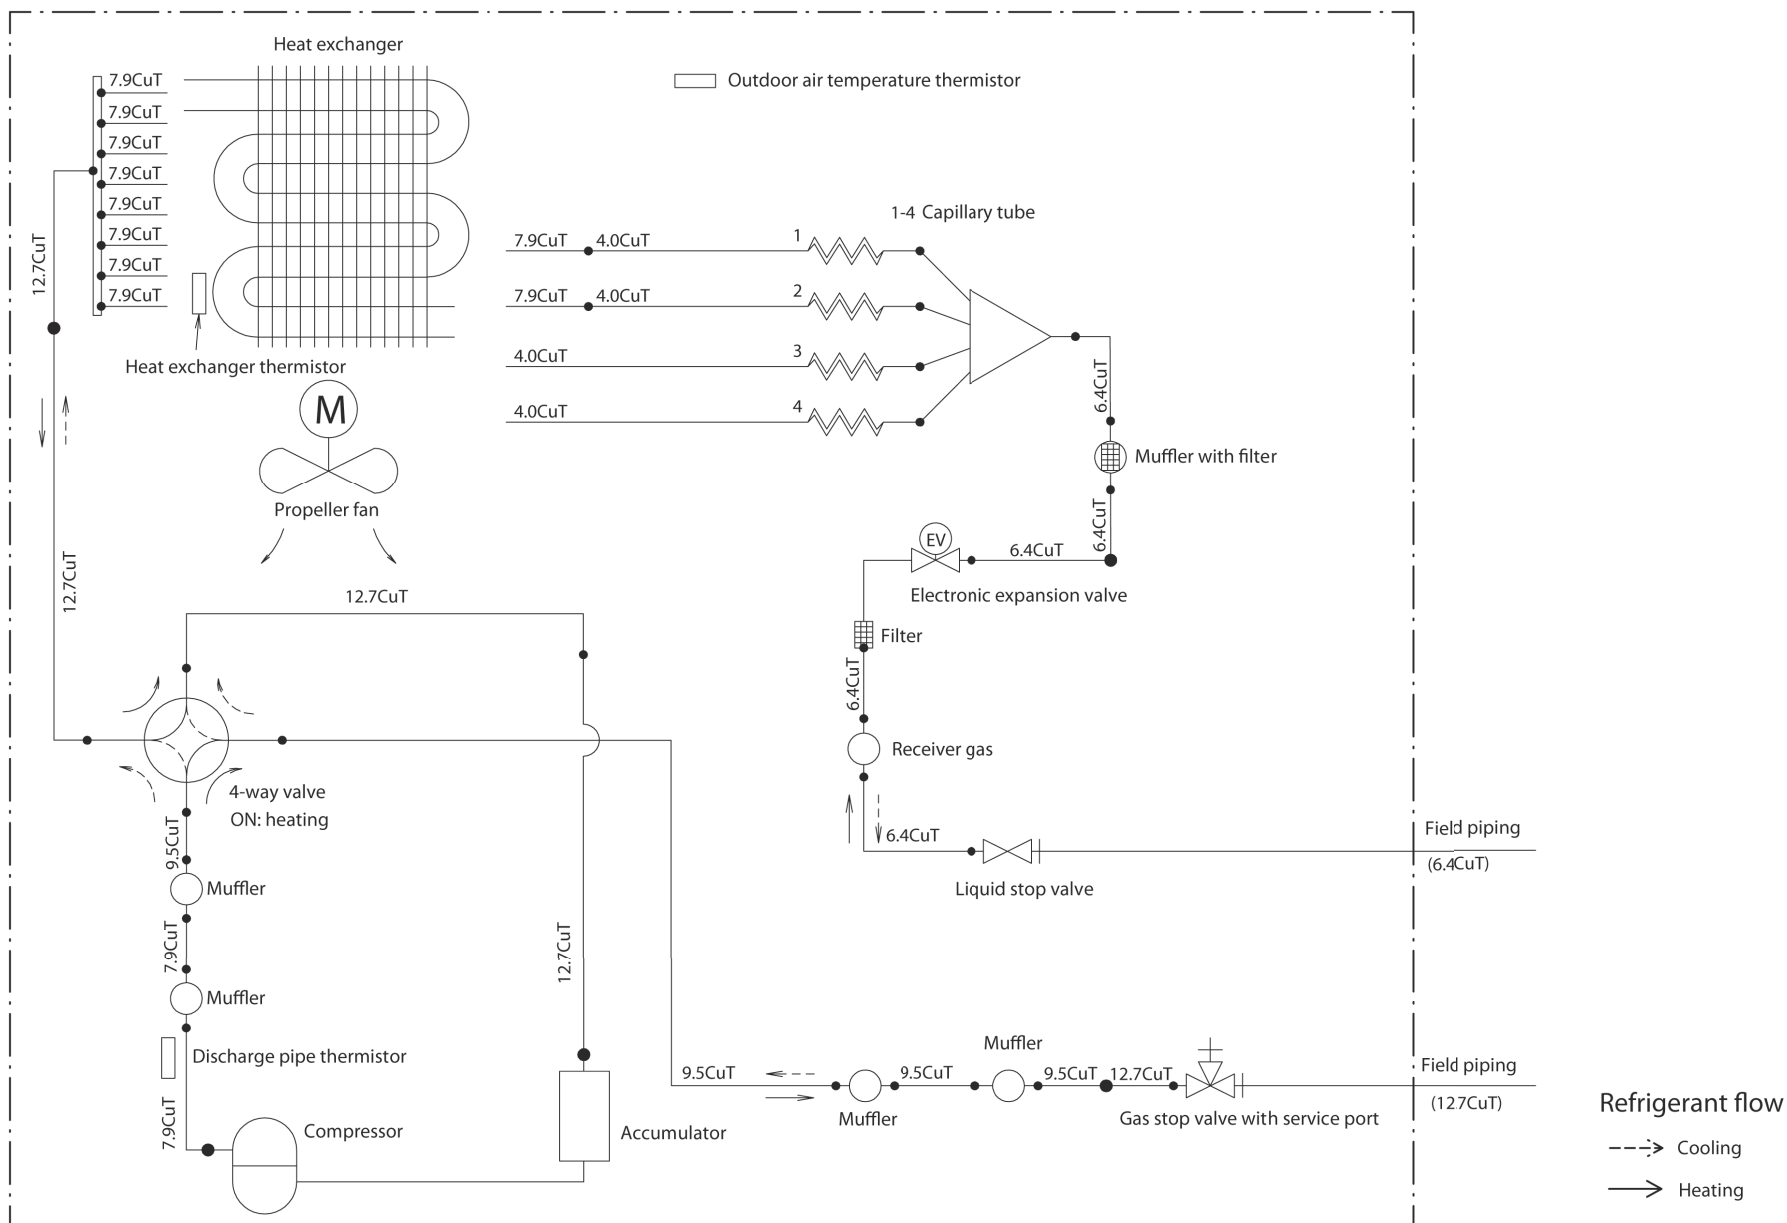 Heat exchanger
Outdoor air temperature thermistor
7.9CuT
7.9CuT
7.9CuT
7.9CuT
7.9CuT
7.9CuT
7.9CuT
7.9CuT
12.7CuT
Heat exchanger thermistor
M
Propeller fan
1-4 Capillary tube
7.9CuT 4.0CuT 1
7.9CuT 4.0CuT 2
4.0CuT 3
4.0CuT 4
6.4CuT
Muffler with filter
6.4CuT
EV
6.4CuT
Electronic expansion valve
Filter
6.4CuT
Receiver gas
6.4CuT
Liquid stop valve
Field piping
(6.4CuT)
12.7CuT
12.7CuT
4-way valve
ON: heating
9.5CuT
Muffler
7.9CuT
Muffler
Discharge pipe thermistor
7.9CuT
Compressor
12.7CuT
Accumulator
9.5CuT
Muffler
9.5CuT
Muffler
9.5CuT
12.7CuT
Gas stop valve with service port
Field piping
(12.7CuT)
Refrigerant flow
Cooling
Heating